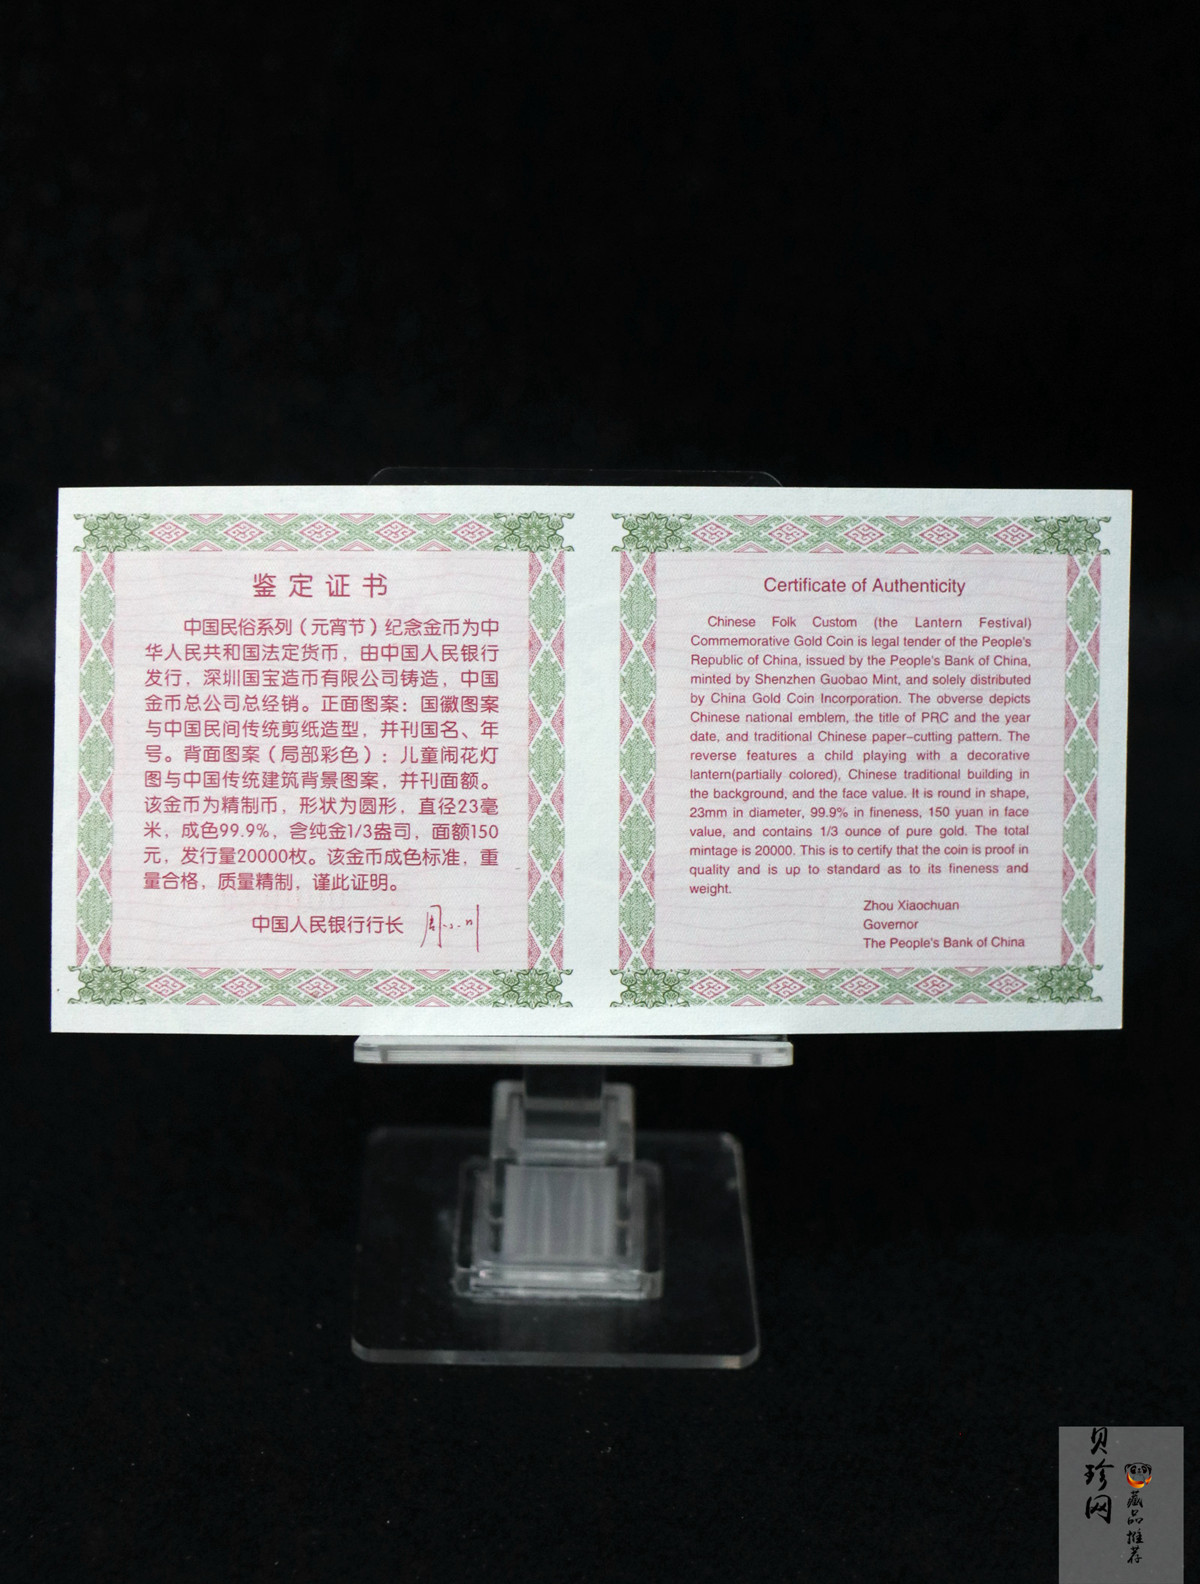 鉴定证书
中国民俗系列（元宵节）纪念金币为中
华人民共和国法定货币，由中国人民银行
发行，深圳国宝造币有限公司铸造，中国
金币总公司总经销。正面图案：国徽图案
与中国民间传统剪纸造型，并刊国名、年
号。背面图案（局部彩色）：儿童闹花灯
图与中国传统建筑背景图案，并刊面额。
该金币为精制币，形状为圆形，直径23毫
米，成色99.9%，含纯金1/3盎司，面额150
元，发行量20000枚。该金币成色标准，重
量合格，质量精制，谨此证明。
中国人民银行行长 周小川
Certificate of Authenticity
Chinese Folk Custom (the Lantern Festival)
Commemorative Gold Coin is legal tender of the People's
Republic of China, issued by the People's Bank of China,
minted by Shenzhen Guobao Mint, and solely distributed
by China Gold Coin Incorporation. The obverse depicts
Chinese national emblem, the title of PRC and the year
date, and traditional Chinese paper-cutting pattern. The
reverse features a child playing with a decorative
lantern(partially colored), Chinese traditional building in
the background, and the face value. It is round in shape,
23mm in diameter, 99.9% in fineness, 150 yuan in face
value, and contains 1/3 ounce of pure gold. The total
mintage is 20000. This is to certify that the coin is proof in
quality and is up to standard as to its fineness and
weight.
Zhou Xiaochuan
Governor
The People's Bank of China
贝珍网
藏品推荐